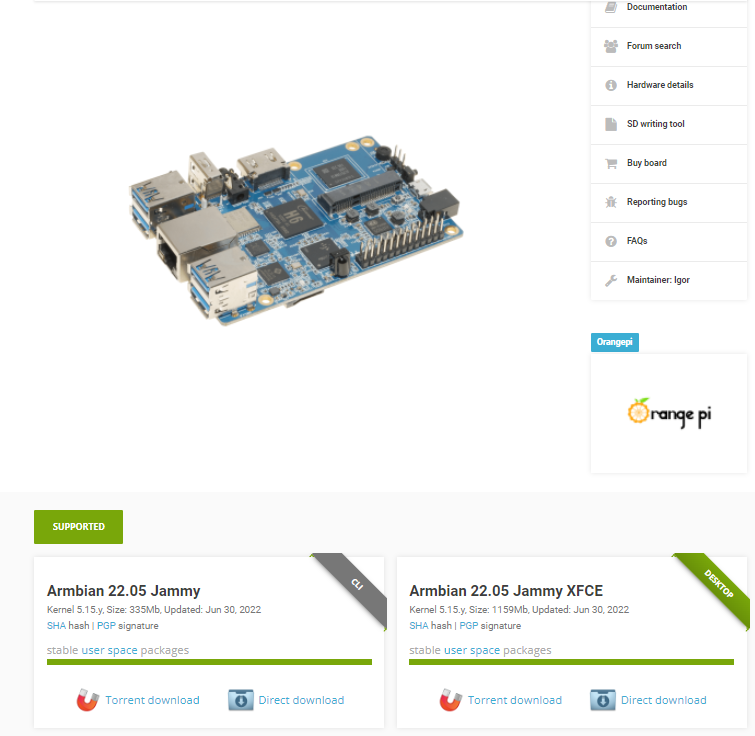 Documentation
Forum search
Hardware details
SD writing tool
Buy board
Reporting bugs
FAQs
Maintainer: Igor
H6
Orangepi
range pi
SUPPORTED
CLI
Armbian 22.05 Jammy
Kernel 5.15.y, Size: 335Mb, Updated: Jun 30, 2022
SHA hash | PGP signature
stable user space packages
Torrent download
Direct download
DESKTOP
Armbian 22.05 Jammy XFCE
Kernel 5.15.y, Size: 1159Mb, Updated: Jun 30, 2022
SHA hash | PGP signature
stable user space packages
Torrent download
Direct download